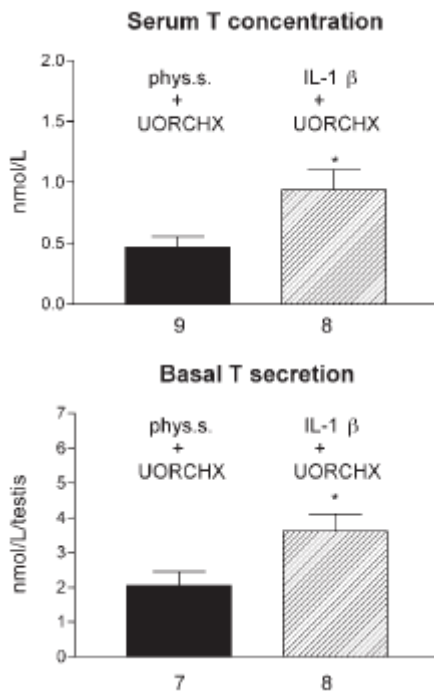 Serum T concentration
nmol/L
2.0
1.5
1.0
0.5
0.0
phys.s.
+
UORCHX
IL-1 β
+
UORCHX
*
9
8
Basal T secretion
nmol/L/testis
7
6
5
4
3
2
1
0
phys.s.
+
UORCHX
IL-1 β
+
UORCHX
*
7
8